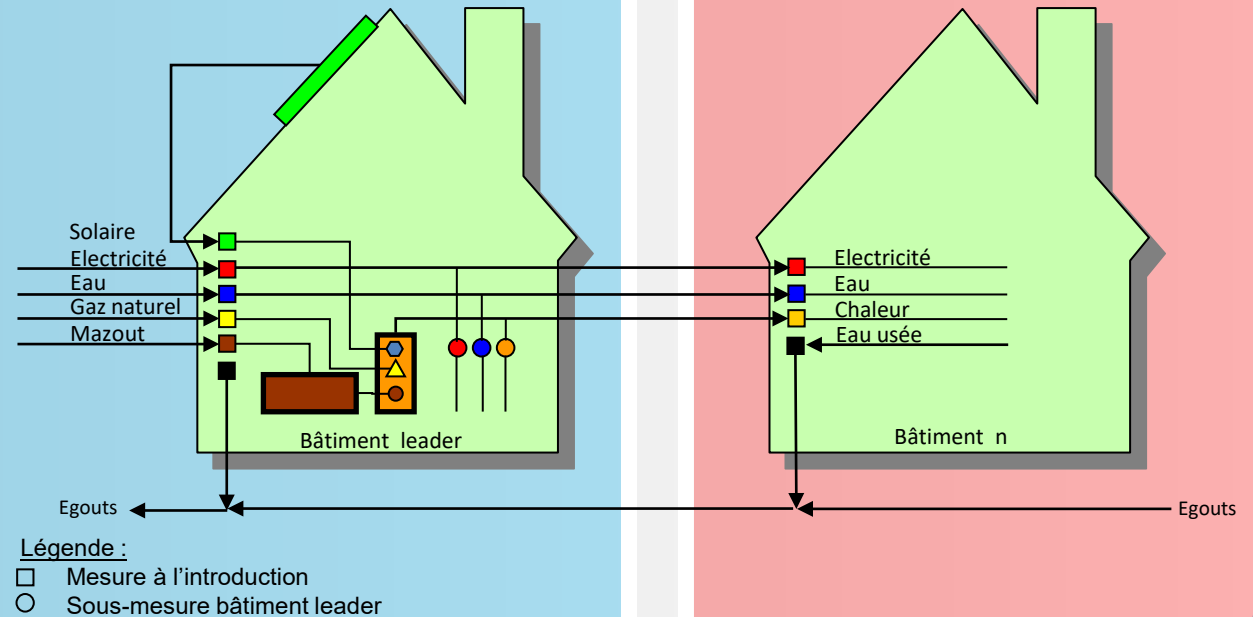 Solaire
Electricité
Eau
Gaz naturel
Mazout
Bâtiment leader
Egouts
Electricité
Eau
Chaleur
Eau usée
Bâtiment n
Egouts
Légende :
Mesure à l'introduction
Sous-mesure bâtiment leader